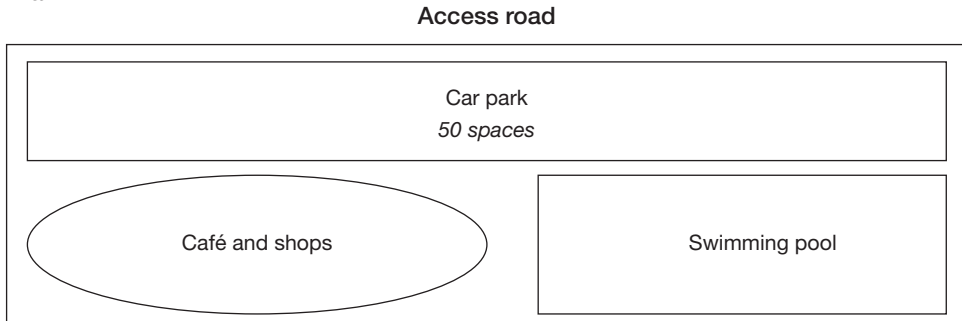 Access road
Car park
50 spaces
Café and shops
Swimming pool